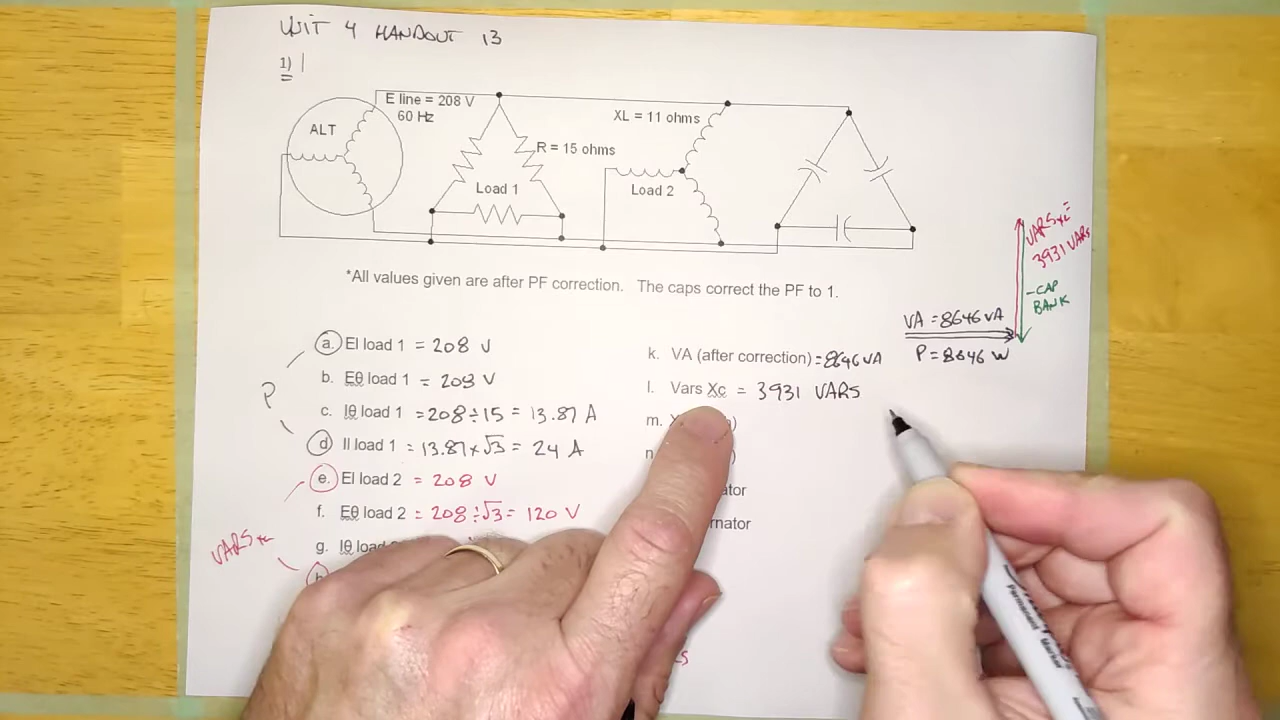 UNIT 4 HANDOUT 13
1)
E line = 208 V
60 Hz
ALT
R = 15 ohms
Load 1
XL = 11 ohms
Load 2
*All values given are after PF correction. The caps correct the PF to 1.
VARS XL =
3931 VARS
-CAP
BANK
VA = 8646 VA
P = 8646 W
P
a. El load 1 = 208 V
b. Eθ load 1 = 208 V
c. Iθ load 1 = 208 ÷ 15 = 13.87 A
d. Il load 1 = 13.87 x √3 = 24 A
e. El load 2 = 208 V
f. Eθ load 2 = 208 ÷ √3 = 120 V
g. Iθ load
VARS XL
k. VA (after correction) = 8646 VA
l. Vars Xc = 3931 VARS
m.
n
Permanent Marker